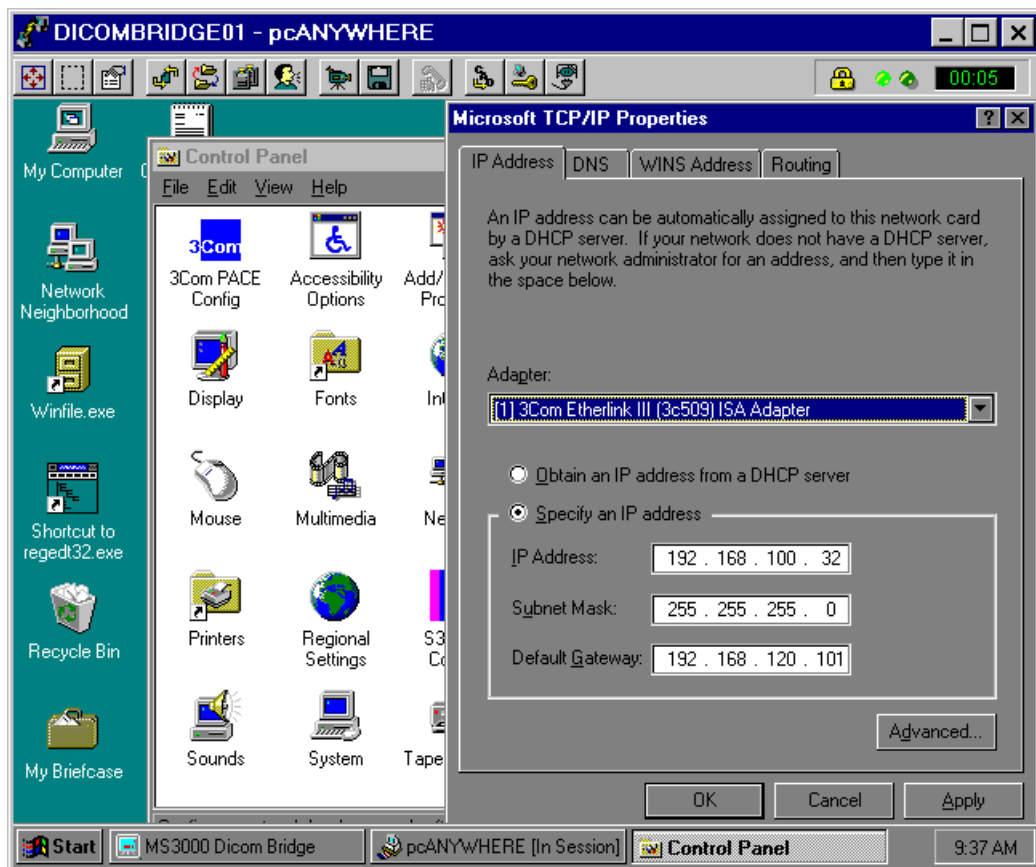 DICOMBRIDGE01 - pcANYWHERE
00:05
My Computer
Network
Neighborhood
Winfile.exe
Shortcut to
regedt32.exe
Recycle Bin
My Briefcase
Control Panel
File Edit View Help
3Com
3Com PACE
Config
Accessibility
Options
Add/
Display
Fonts
Mouse
Multimedia
Ne
Printers
Regional
Settings
S3
Sounds
System
Tape
Microsoft TCP/IP Properties
IP Address DNS WINS Address Routing
An IP address can be automatically assigned to this network card
by a DHCP server. If your network does not have a DHCP server,
ask your network administrator for an address, and then type it in
the space below.
Adapter:
[1] 3Com Etherlink III (3c509) ISA Adapter
Obtain an IP address from a DHCP server
Specify an IP address
IP Address: 192 . 168 . 100 . 32
Subnet Mask: 255 . 255 . 255 . 0
Default Gateway: 192 . 168 . 120 . 101
Advanced...
OK Cancel Apply
Start MS3000 Dicom Bridge pcANYWHERE [In Session] Control Panel 9:37 AM